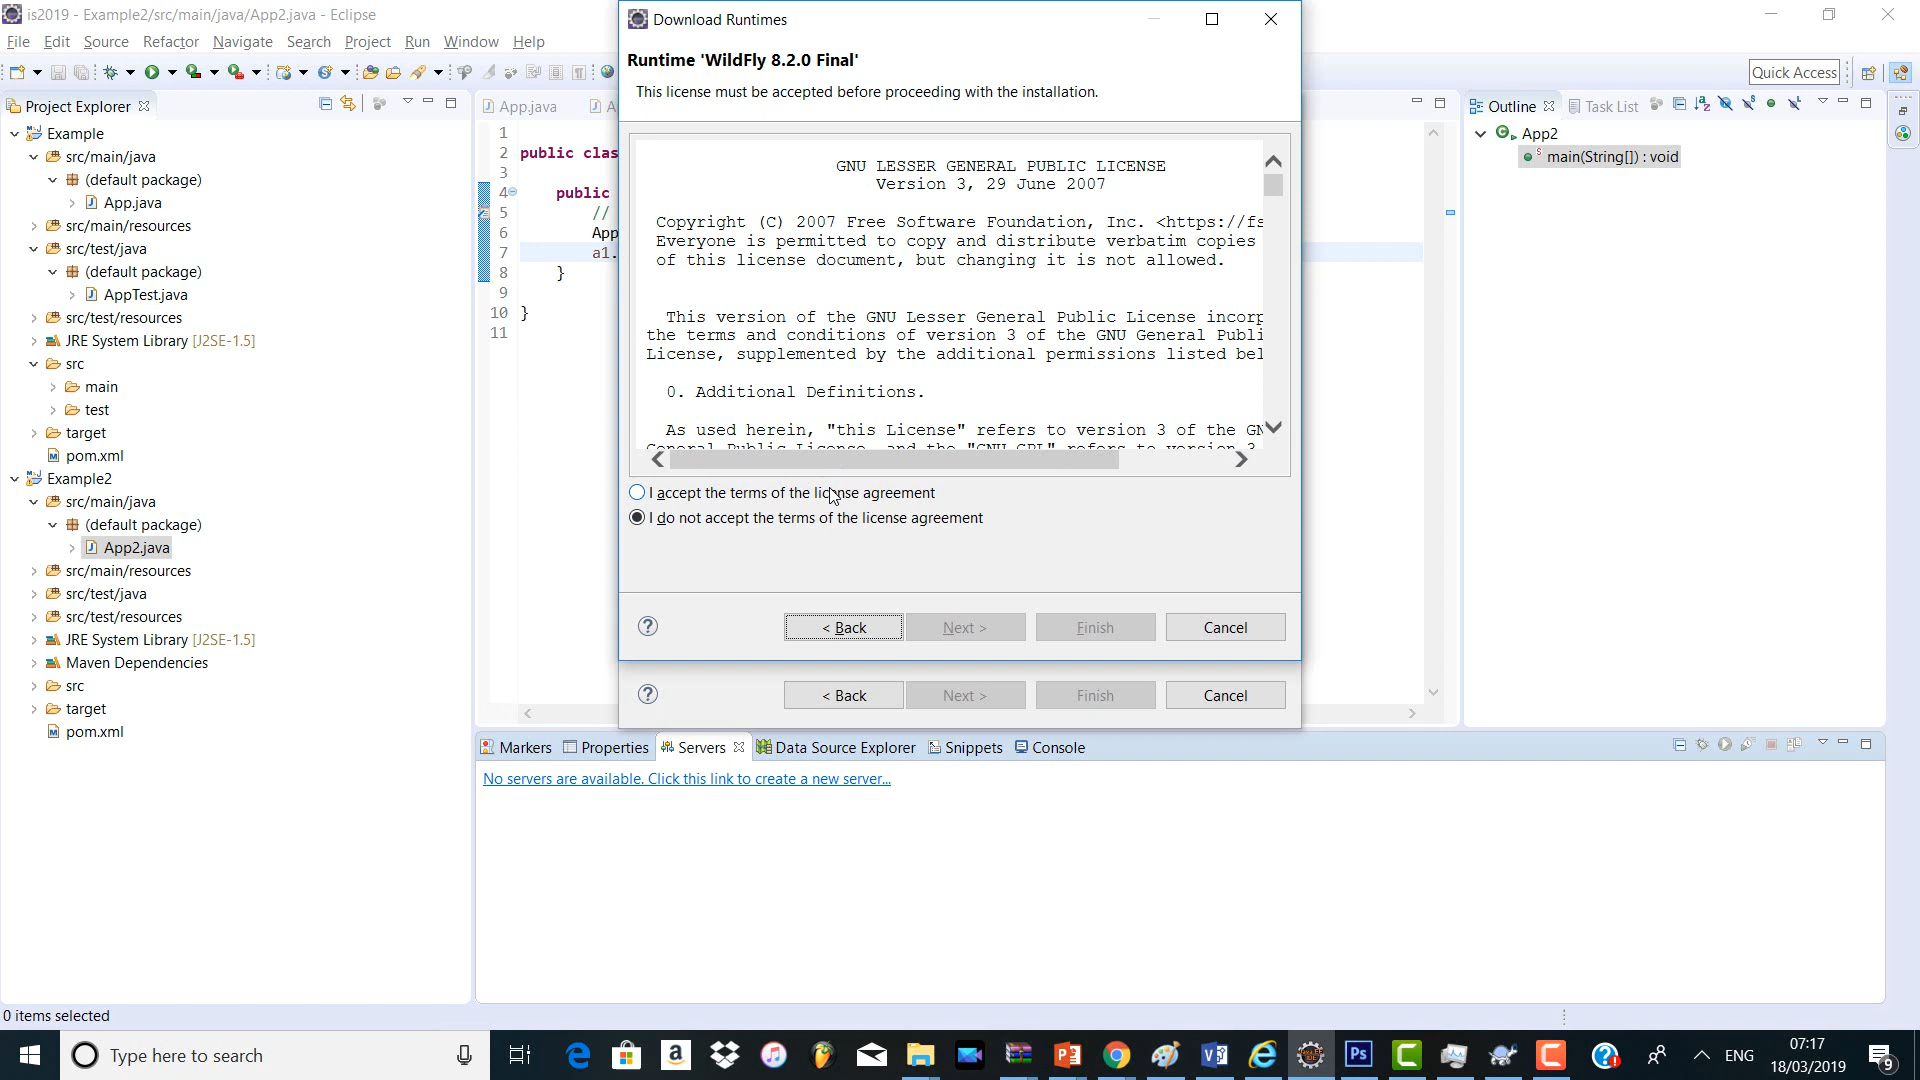 is2019 - Example2/src/main/java/App2.java - Eclipse
File Edit Source Refactor Navigate Search Project Run Window Help
Quick Access
Project Explorer
Example
src/main/java
(default package)
App.java
src/main/resources
src/test/java
(default package)
AppTest.java
src/test/resources
JRE System Library [J2SE-1.5]
src
main
test
target
pom.xml
Example2
src/main/java
(default package)
App2.java
src/main/resources
src/test/java
src/test/resources
JRE System Library [J2SE-1.5]
Maven Dependencies
src
target
pom.xml
App.java
1
2 public clas
3
4 public
5 //
6 App
7 a1.
8 }
9
10 }
11
Download Runtimes
Runtime 'WildFly 8.2.0 Final'
This license must be accepted before proceeding with the installation.
GNU LESSER GENERAL PUBLIC LICENSE
Version 3, 29 June 2007
Copyright (C) 2007 Free Software Foundation, Inc. <https://fs
Everyone is permitted to copy and distribute verbatim copies
of this license document, but changing it is not allowed.
This version of the GNU Lesser General Public License incorp
the terms and conditions of version 3 of the GNU General Publi
License, supplemented by the additional permissions listed bel
0. Additional Definitions.
As used herein, "this License" refers to version 3 of the GN
General Public License, and the "GNU GPL" refers to version 3
I accept the terms of the license agreement
I do not accept the terms of the license agreement
< Back Next > Finish Cancel
< Back Next > Finish Cancel
Outline Task List
App2
main(String[]) : void
Markers Properties Servers Data Source Explorer Snippets Console
No servers are available. Click this link to create a new server...
0 items selected
Type here to search
ENG
07:17
18/03/2019
9